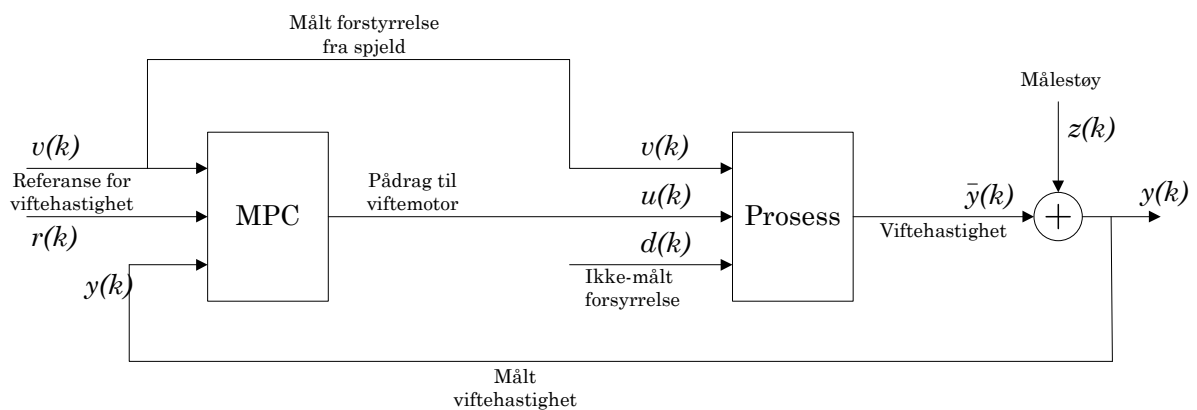 Målt forstyrrelse
fra spjeld
Målestøy
z(k)
v(k)
Referanse for
viftehastighet
r(k)
y(k)
MPC
Pådrag til
viftemotor
v(k)
u(k)
d(k)
Ikke-målt
forsyrrelse
Prosess
ȳ(k)
Viftehastighet
+
y(k)
Målt
viftehastighet